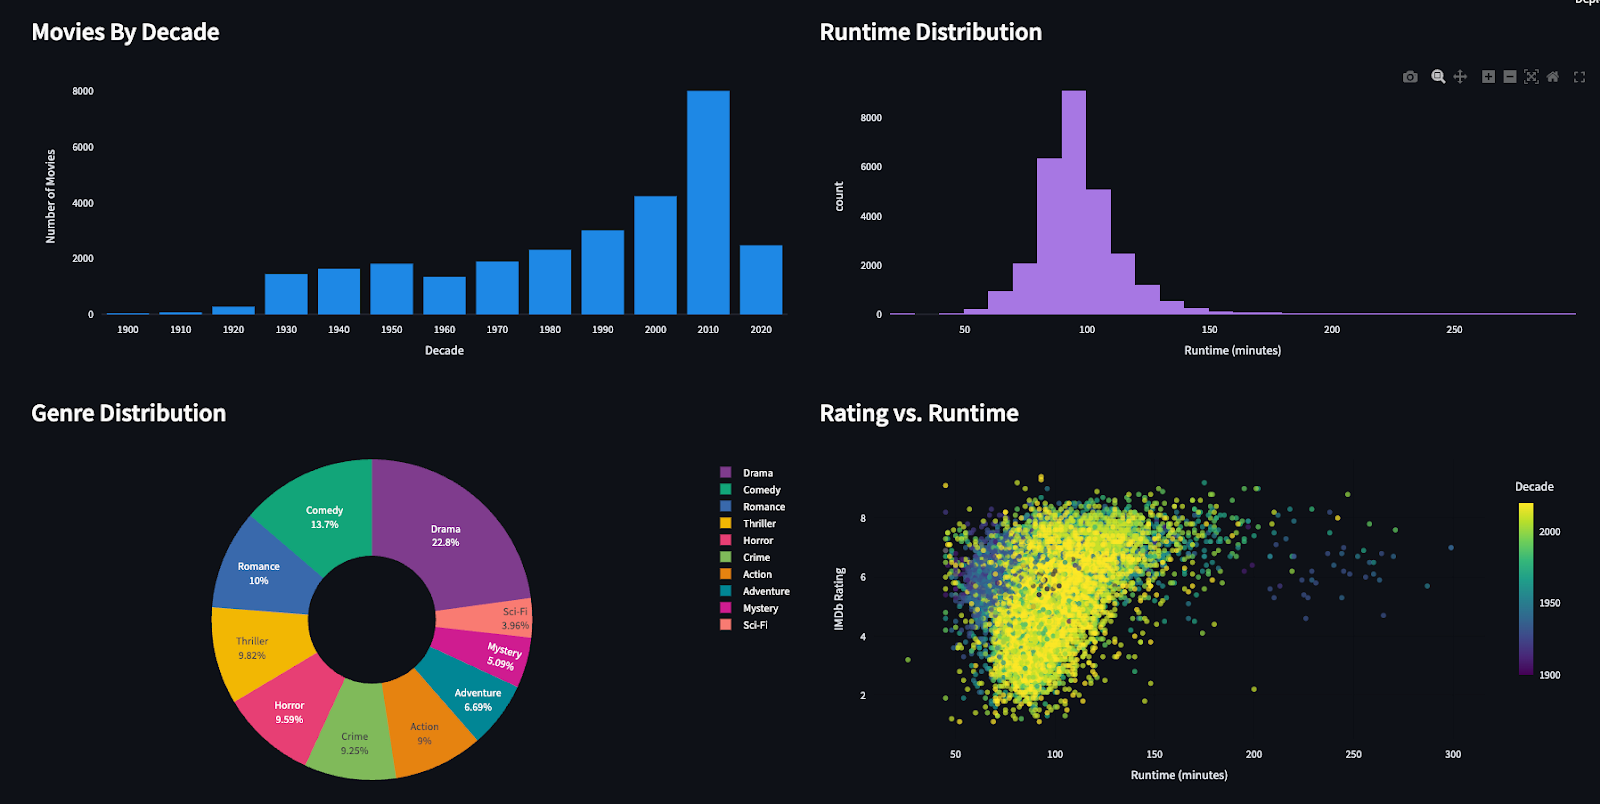 Movies By Decade
8000
6000
4000
2000
0
Number of Movies
1900 1910 1920 1930 1940 1950 1960 1970 1980 1990 2000 2010 2020
Decade
Runtime Distribution
8000
6000
4000
2000
0
count
50 100 150 200 250
Runtime (minutes)
Genre Distribution
Drama
22.8%
Sci-Fi
3.96%
Mystery
5.09%
Adventure
6.69%
Action
9%
Crime
9.25%
Horror
9.59%
Thriller
9.82%
Romance
10%
Comedy
13.7%
Drama
Comedy
Romance
Thriller
Horror
Crime
Action
Adventure
Mystery
Sci-Fi
Rating vs. Runtime
8
6
4
2
IMDb Rating
50 100 150 200 250 300
Runtime (minutes)
Decade
2000
1950
1900